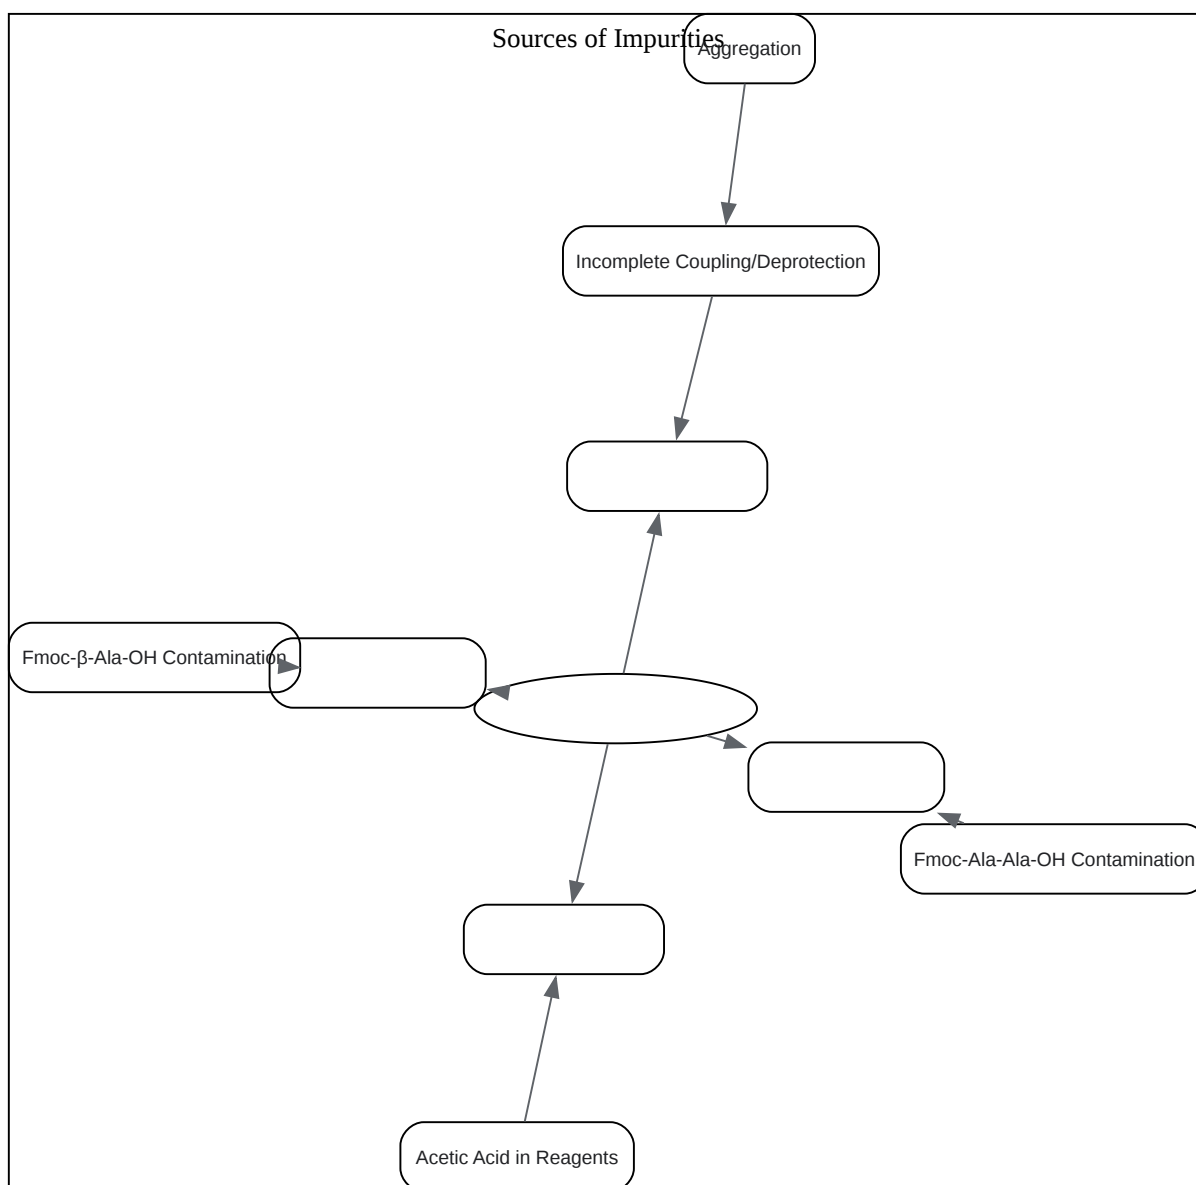 Sources of Impurities
Aggregation
Incomplete Coupling/Deprotection
Fmoc-β-Ala-OH Contamination
Fmoc-Ala-Ala-OH Contamination
Acetic Acid in Reagents